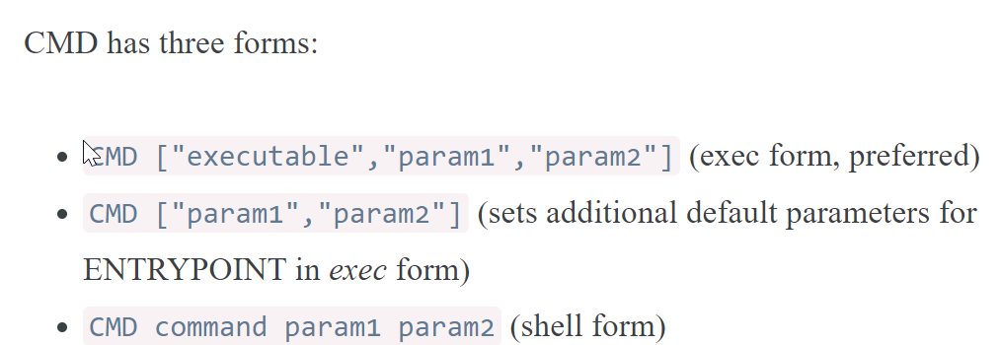 CMD has three forms:
CMD ["executable","param1","param2"] (exec form, preferred)
CMD ["param1","param2"] (sets additional default parameters for
ENTRYPOINT in exec form)
CMD command param1 param2 (shell form)